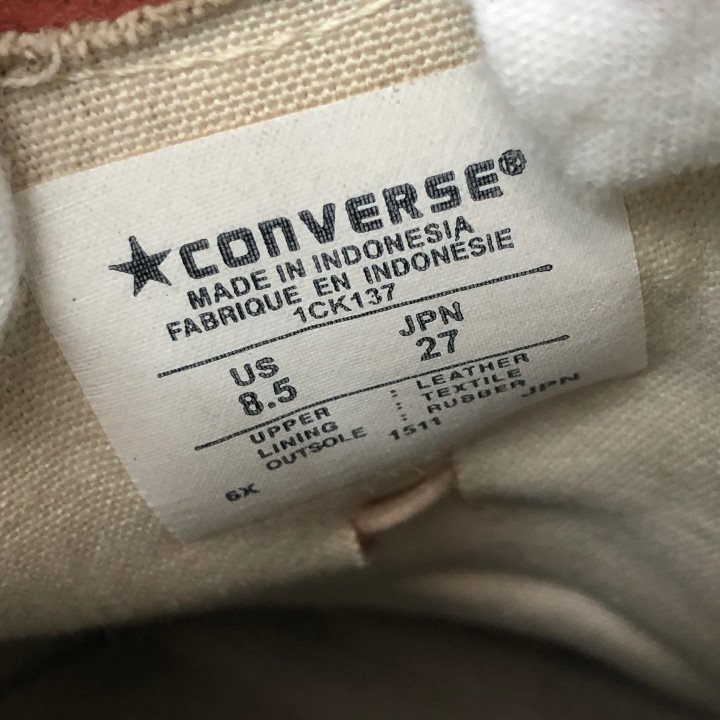 ★CONVERSE®
MADE IN INDONESIA
FABRIQUE EN INDONÉSIE
1CK137
US JPN
8.5 27
UPPER : LEATHER
LINING : TEXTILE
OUTSOLE : RUBBER
6X 1511 JPN